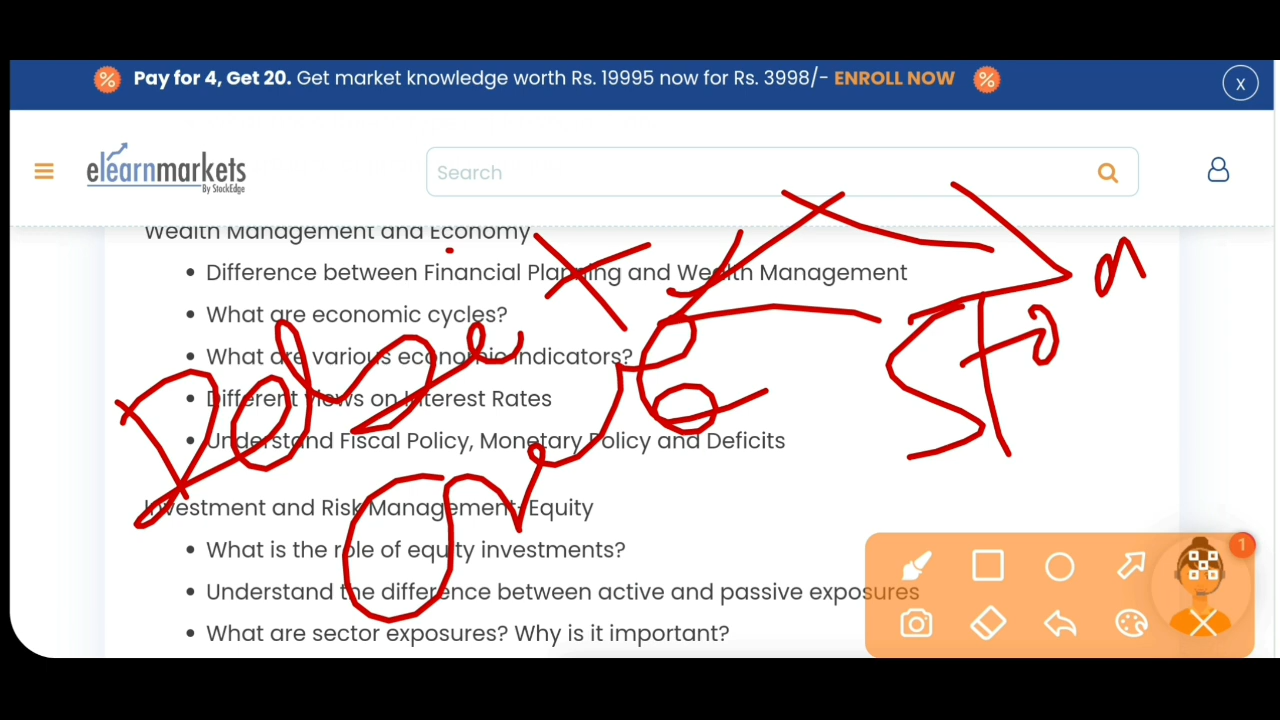 Pay for 4, Get 20. Get market knowledge worth Rs. 19995 now for Rs. 3998/- ENROLL NOW
X
elearnmarkets
By StockEdge
Search
Wealth Management and Economy
Difference between Financial Planning and Wealth Management
What are economic cycles?
What are various economic indicators?
Different views on Interest Rates
Understand Fiscal Policy, Monetary Policy and Deficits
Investment and Risk Management- Equity
What is the role of equity investments?
Understand the difference between active and passive exposures
What are sector exposures? Why is it important?
1